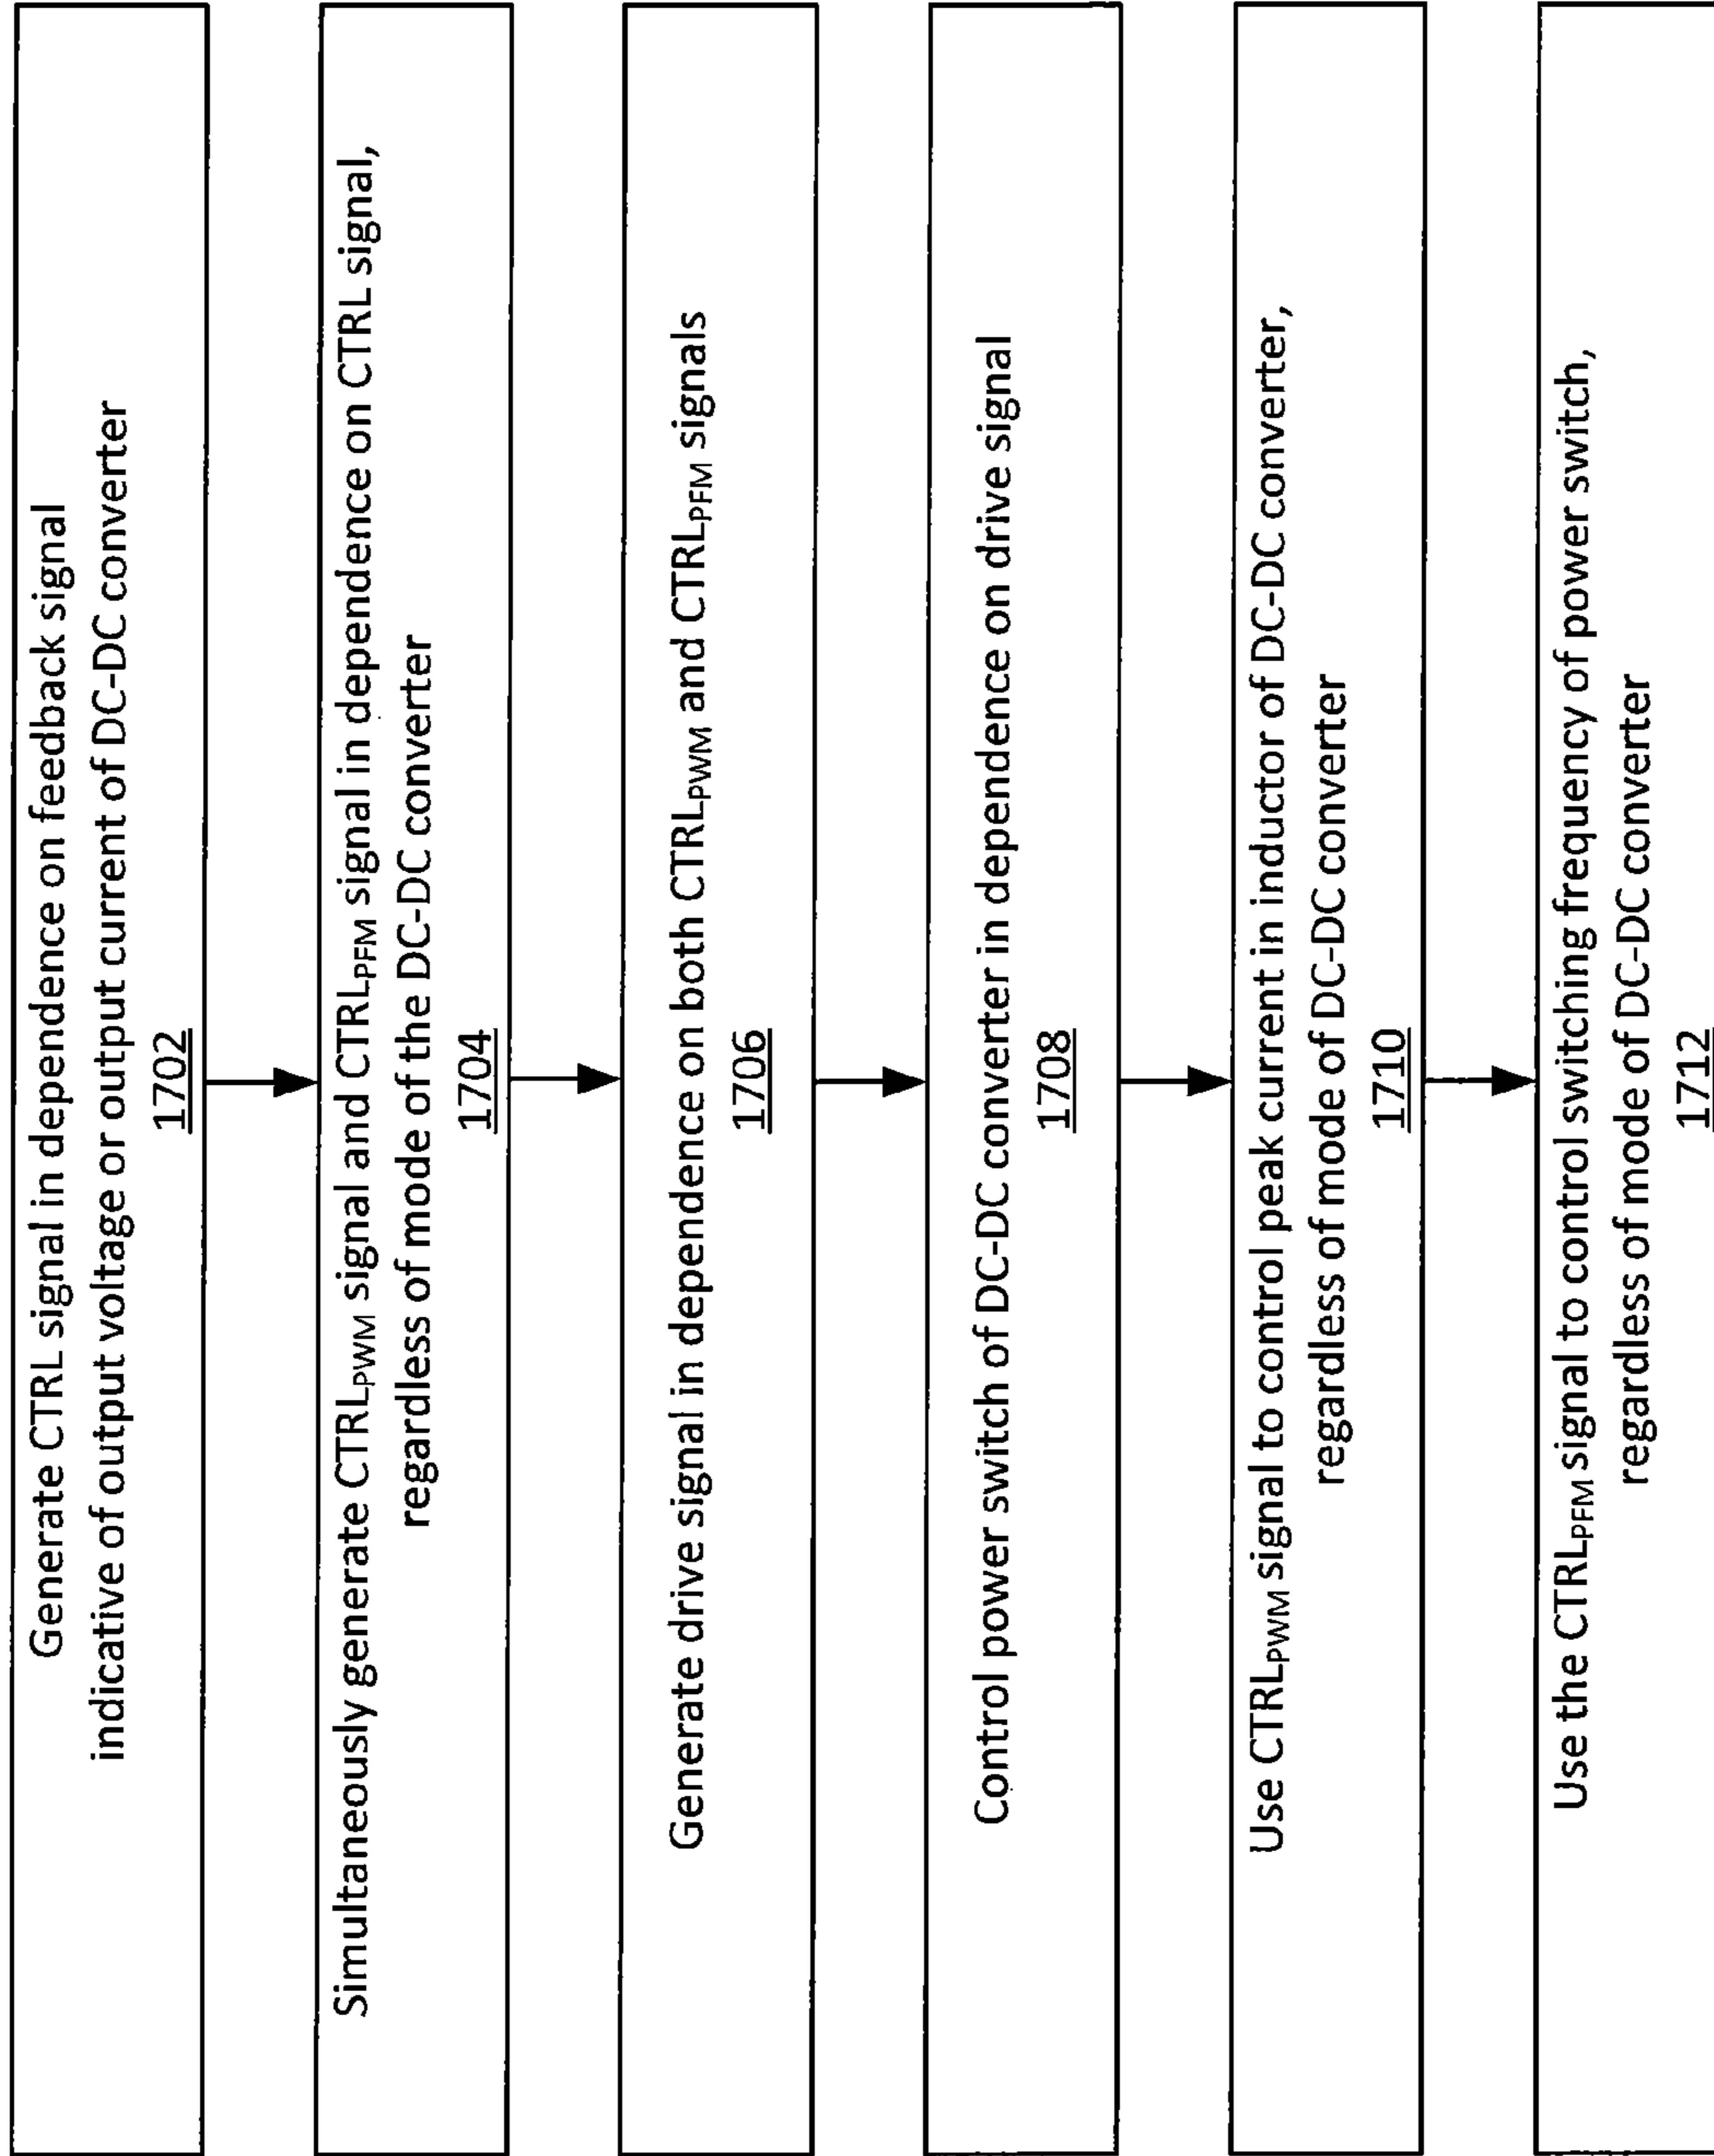 Generate CTRL signal in dependence on feedback signal
indicative of output voltage or output current of DC-DC converter
1702
Simultaneously generate CTRLPWM signal and CTRLPFM signal in dependence on CTRL signal,
regardless of mode of the DC-DC converter
1704
Generate drive signal in dependence on both CTRLPWM and CTRLPFM signals
1706
Control power switch of DC-DC converter in dependence on drive signal
1708
Use CTRLPWM signal to control peak current in inductor of DC-DC converter,
regardless of mode of DC-DC converter
1710
Use the CTRLPFM signal to control switching frequency of power switch,
regardless of mode of DC-DC converter
1712